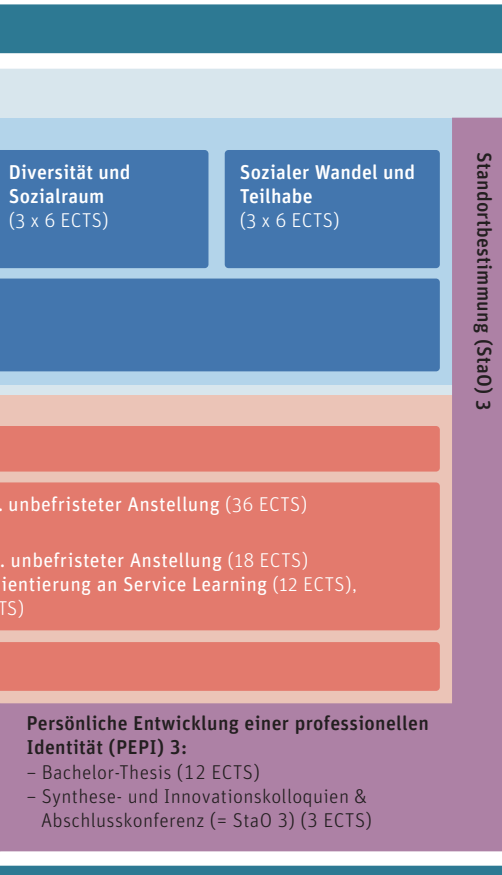 Diversität und
Sozialraum
(3 x 6 ECTS)
Sozialer Wandel und
Teilhabe
(3 x 6 ECTS)
Standortbestimmung (StaO) 3
. unbefristeter Anstellung (36 ECTS)
. unbefristeter Anstellung (18 ECTS)
ientierung an Service Learning (12 ECTS),
TS)
Persönliche Entwicklung einer professionellen
Identität (PEPI) 3:
– Bachelor-Thesis (12 ECTS)
– Synthese- und Innovationskolloquien &
Abschlusskonferenz (= StaO 3) (3 ECTS)